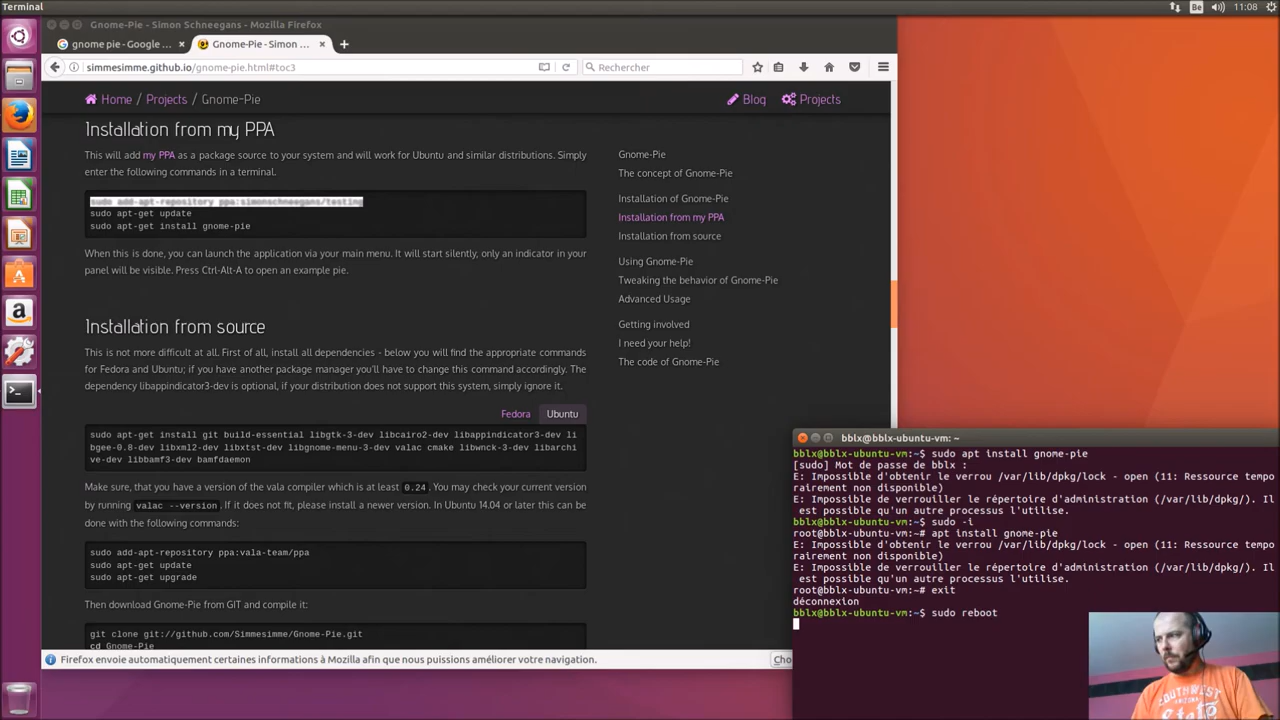 Terminal
Be
11:08
Gnome-Pie - Simon Schneegans - Mozilla Firefox
gnome pie - Google ...
Gnome-Pie - Simon ...
simmesimme.github.io/gnome-pie.html#toc3
Rechercher
Home / Projects / Gnome-Pie
Blog
Projects
Installation from my PPA
This will add my PPA as a package source to your system and will work for Ubuntu and similar distributions. Simply
enter the following commands in a terminal.
sudo add-apt-repository ppa:simonschneegans/testing
sudo apt-get update
sudo apt-get install gnome-pie
When this is done, you can launch the application via your main menu. It will start silently, only an indicator in your
panel will be visible. Press Ctrl-Alt-A to open an example pie.
Installation from source
This is not more difficult at all. First of all, install all dependencies - below you will find the appropriate commands
for Fedora and Ubuntu; if you have another package manager you'll have to change this command accordingly. The
dependency libappindicator3-dev is optional, if your distribution does not support this system, simply ignore it.
Fedora
Ubuntu
sudo apt-get install git build-essential libgtk-3-dev libcairo2-dev libappindicator3-dev li
bgee-0.8-dev libxml2-dev libxtst-dev libgnome-menu-3-dev valac cmake libwnck-3-dev libarchi
ve-dev libbamf3-dev bamfdaemon
Make sure, that you have a version of the vala compiler which is at least 0.24. You may check your current version
by running valac --version. If it does not fit, please install a newer version. In Ubuntu 14.04 or later this can be
done with the following commands:
sudo add-apt-repository ppa:vala-team/ppa
sudo apt-get update
sudo apt-get upgrade
Then download Gnome-Pie from GIT and compile it:
git clone git://github.com/Simmesimme/Gnome-Pie.git
cd Gnome-Pie
Gnome-Pie
The concept of Gnome-Pie
Installation of Gnome-Pie
Installation from my PPA
Installation from source
Using Gnome-Pie
Tweaking the behavior of Gnome-Pie
Advanced Usage
Getting involved
I need your help!
The code of Gnome-Pie
Firefox envoie automatiquement certaines informations à Mozilla afin que nous puissions améliorer votre navigation.
Cho
bblx@bblx-ubuntu-vm: ~
bblx@bblx-ubuntu-vm:~$ sudo apt install gnome-pie
[sudo] Mot de passe de bblx :
E: Impossible d'obtenir le verrou /var/lib/dpkg/lock - open (11: Ressource tempo
rairement non disponible)
E: Impossible de verrouiller le répertoire d'administration (/var/lib/dpkg/). Il
est possible qu'un autre processus l'utilise.
bblx@bblx-ubuntu-vm:~$ sudo -i
root@bblx-ubuntu-vm:~# apt install gnome-pie
E: Impossible d'obtenir le verrou /var/lib/dpkg/lock - open (11: Ressource tempo
rairement non disponible)
E: Impossible de verrouiller le répertoire d'administration (/var/lib/dpkg/). Il
est possible qu'un autre processus l'utilise.
root@bblx-ubuntu-vm:~# exit
déconnexion
bblx@bblx-ubuntu-vm:~$ sudo reboot